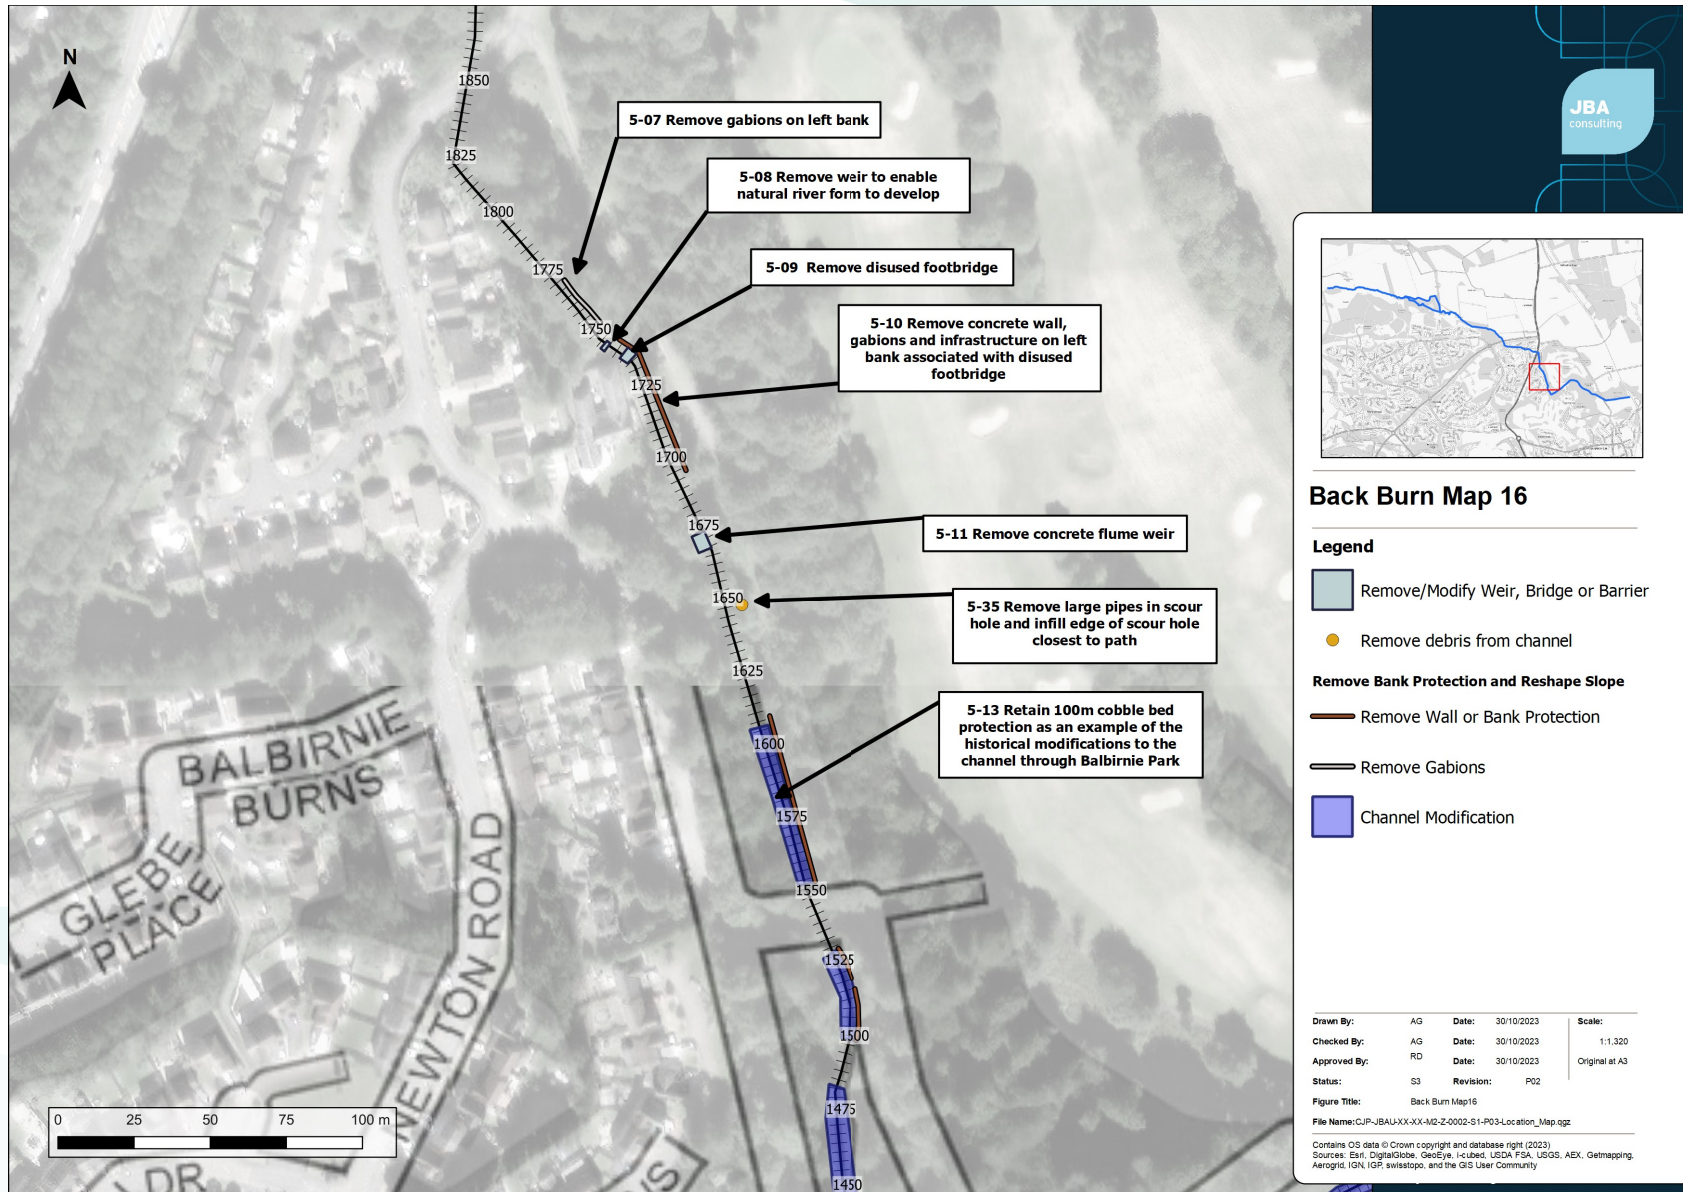 N
1850
1825
1800
1775
1750
1725
1700
1675
1650
1625
1600
1575
1550
1525
1500
1475
1450
5-07 Remove gabions on left bank
5-08 Remove weir to enable
natural river form to develop
5-09 Remove disused footbridge
5-10 Remove concrete wall,
gabions and infrastructure on left
bank associated with disused
footbridge
5-11 Remove concrete flume weir
5-35 Remove large pipes in scour
hole and infill edge of scour hole
closest to path
5-13 Retain 100m cobble bed
protection as an example of the
historical modifications to the
channel through Balbirnie Park
BALBIRNIE
BURNS
GLEBE
PLACE
NEWTON ROAD
0 25 50 75 100 m
JBA
consulting
Back Burn Map 16
Legend
Remove/Modify Weir, Bridge or Barrier
Remove debris from channel
Remove Bank Protection and Reshape Slope
Remove Wall or Bank Protection
Remove Gabions
Channel Modification
Drawn By: AG Date: 30/10/2023 Scale:
Checked By: AG Date: 30/10/2023 1:1,320
Approved By: RD Date: 30/10/2023 Original at A3
Status: S3 Revision: P02
Figure Title: Back Burn Map16
File Name:CJP-JBAU-XX-XX-M2-Z-0002-S1-P03-Location_Map.qgz
Contains OS data © Crown copyright and database right (2023)
Sources: Esri, DigitalGlobe, GeoEye, i-cubed, USDA FSA, USGS, AEX, Getmapping,
Aerogrid, IGN, IGP, swisstopo, and the GIS User Community